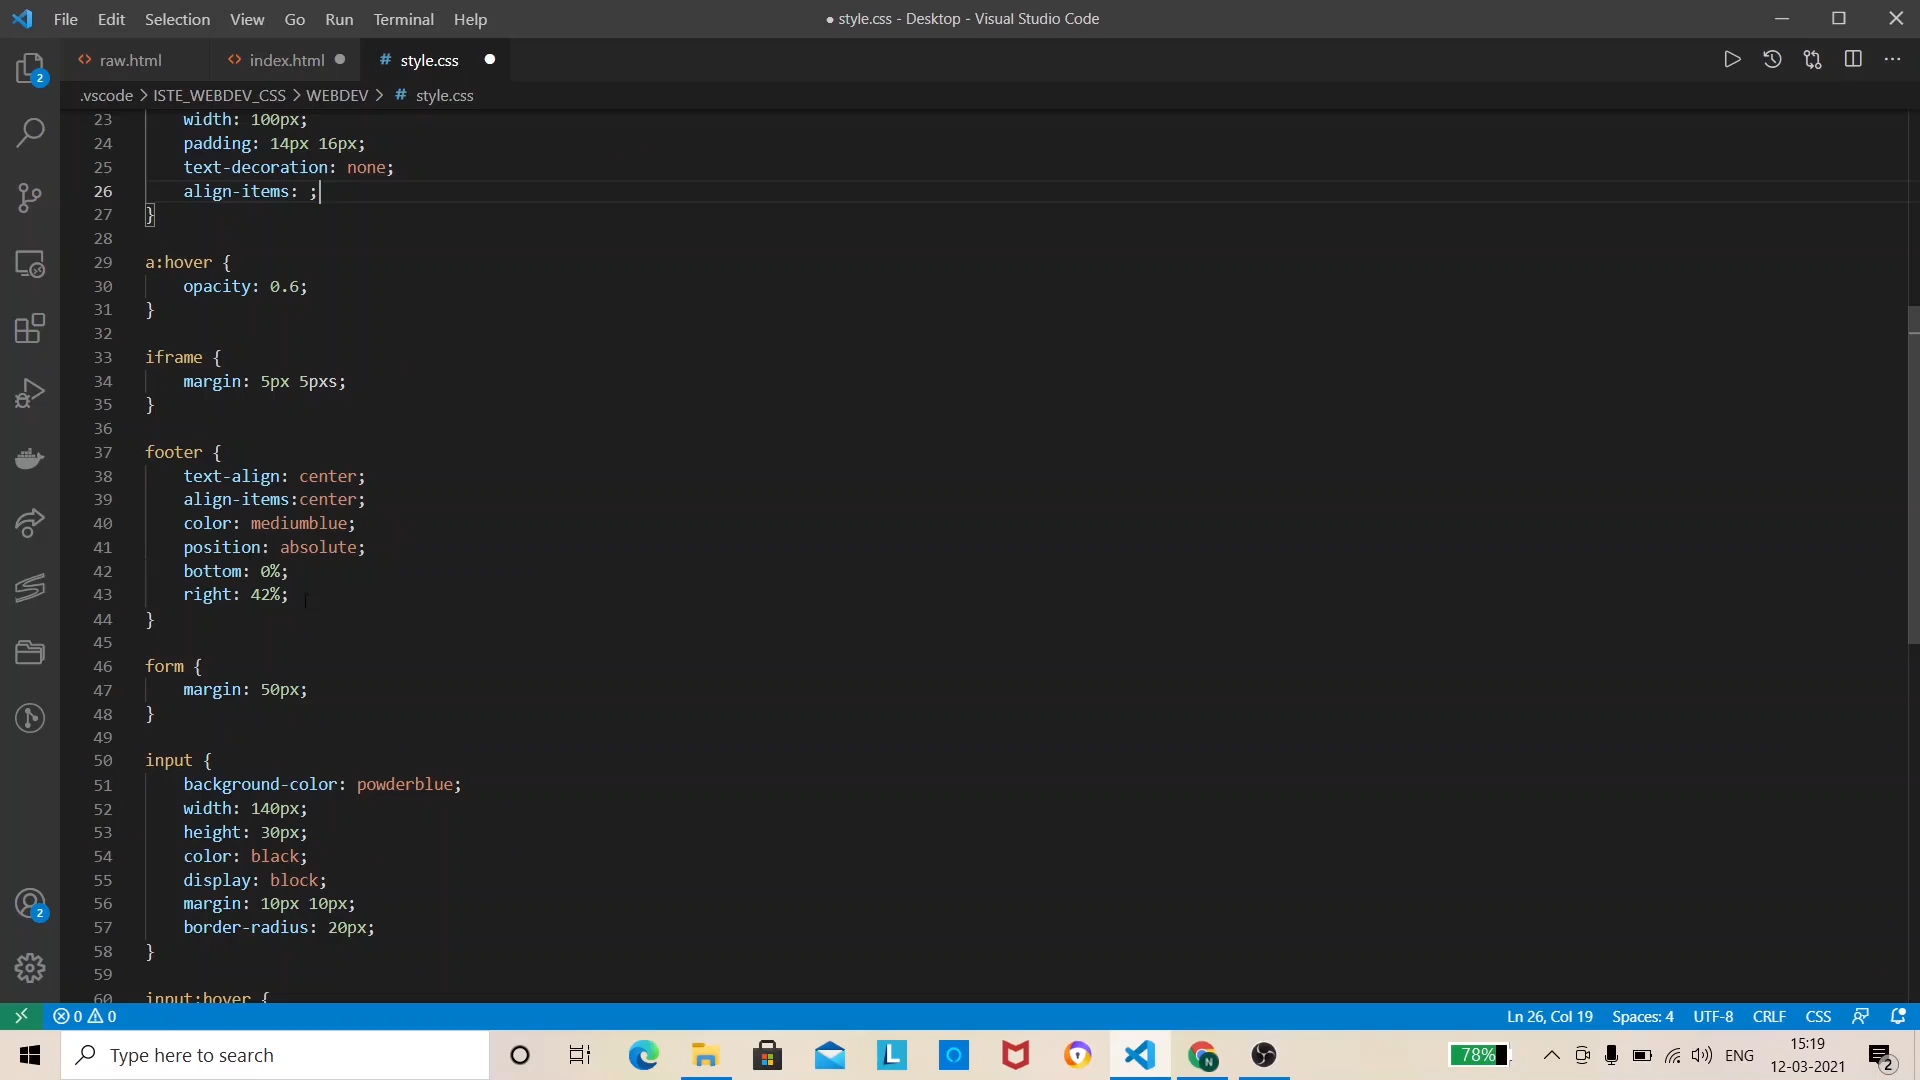 File Edit Selection View Go Run Terminal Help
● style.css - Desktop - Visual Studio Code
raw.html
index.html
# style.css
.vscode > ISTE_WEBDEV_CSS > WEBDEV > # style.css
23 width: 100px;
24 padding: 14px 16px;
25 text-decoration: none;
26 align-items: ;
27 }
28
29 a:hover {
30 opacity: 0.6;
31 }
32
33 iframe {
34 margin: 5px 5pxs;
35 }
36
37 footer {
38 text-align: center;
39 align-items:center;
40 color: mediumblue;
41 position: absolute;
42 bottom: 0%;
43 right: 42%;
44 }
45
46 form {
47 margin: 50px;
48 }
49
50 input {
51 background-color: powderblue;
52 width: 140px;
53 height: 30px;
54 color: black;
55 display: block;
56 margin: 10px 10px;
57 border-radius: 20px;
58 }
59
60 input:hover {
2
2
0 0
Ln 26, Col 19 Spaces: 4 UTF-8 CRLF CSS
Type here to search
L
N
78%
ENG
15:19
12-03-2021
2